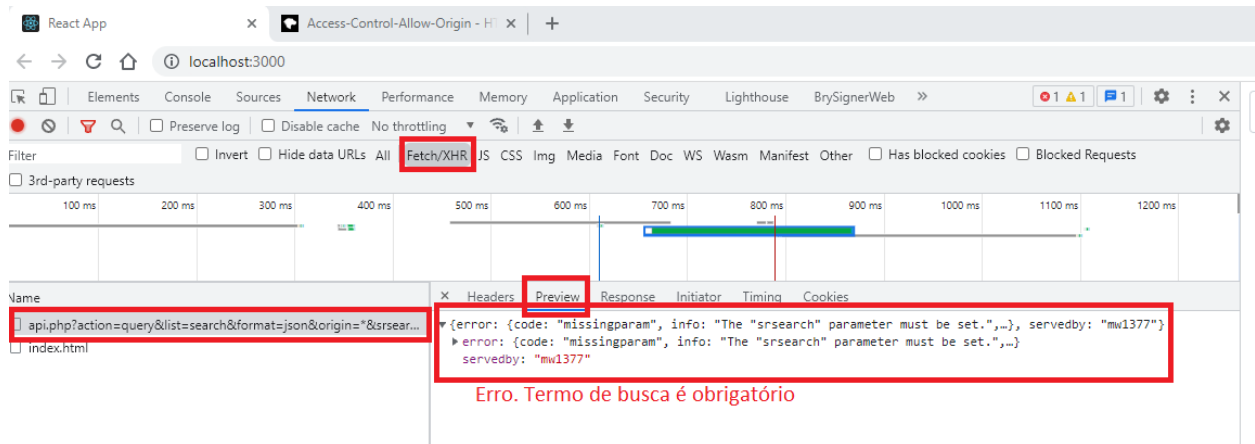 React App
Access-Control-Allow-Origin - HT
localhost:3000
Elements Console Sources Network Performance Memory Application Security Lighthouse BrySignerWeb » 1 1 1
Preserve log Disable cache No throttling
Filter Invert Hide data URLs All Fetch/XHR JS CSS Img Media Font Doc WS Wasm Manifest Other Has blocked cookies Blocked Requests
3rd-party requests
100 ms 200 ms 300 ms 400 ms 500 ms 600 ms 700 ms 800 ms 900 ms 1000 ms 1100 ms 1200 ms
Name
Headers Preview Response Initiator Timing Cookies
api.php?action=query&list=search&format=json&origin=*&srsear...
index.html
{error: {code: "missingparam", info: "The "srsearch" parameter must be set.",…}, servedby: "mw1377"}
error: {code: "missingparam", info: "The "srsearch" parameter must be set.",…}
servedby: "mw1377"
Erro. Termo de busca é obrigatório